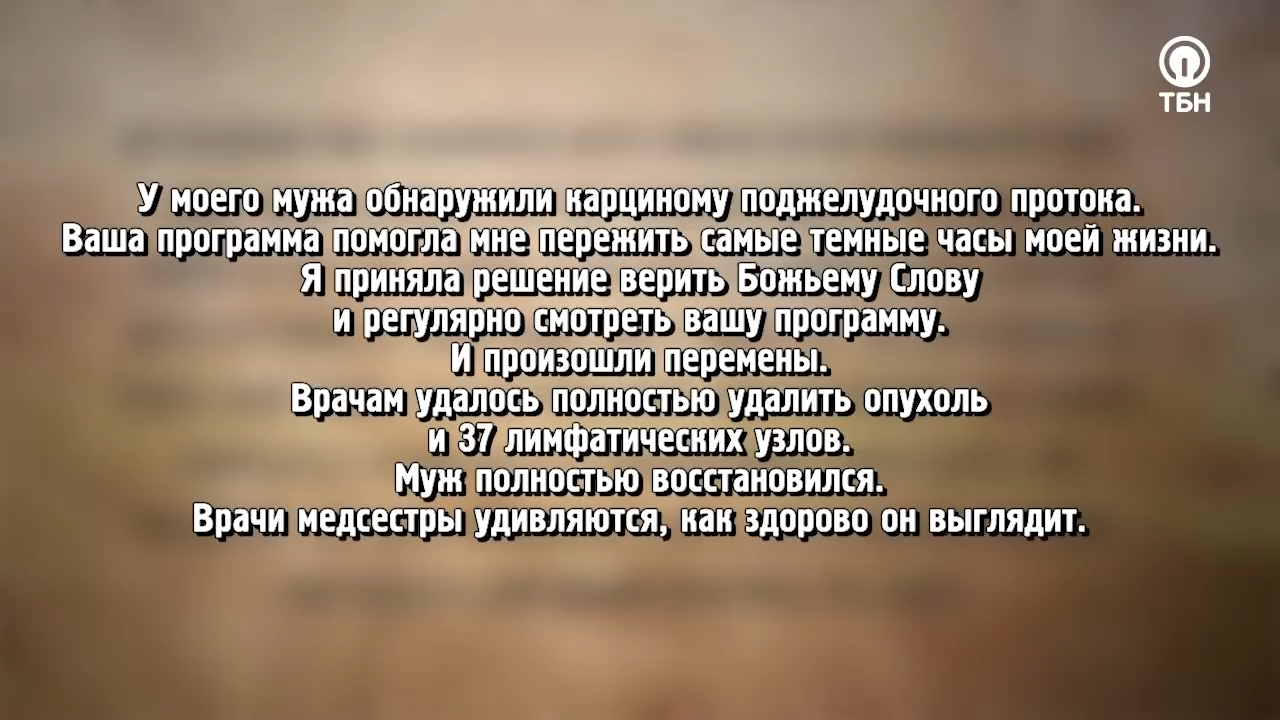 ТБН
У моего мужа обнаружили карциному поджелудочного протока.
Ваша программа помогла мне пережить самые темные часы моей жизни.
Я приняла решение верить Божьему Слову
и регулярно смотреть вашу программу.
И произошли перемены.
Врачам удалось полностью удалить опухоль
и 37 лимфатических узлов.
Муж полностью восстановился.
Врачи медсестры удивляются, как здорово он выглядит.